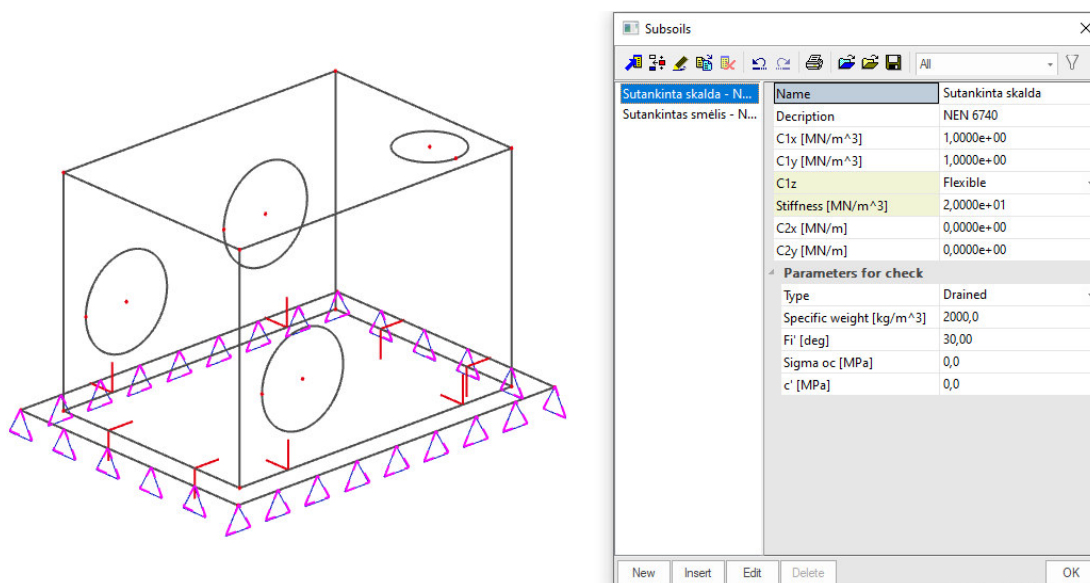 Subsoils
All
Sutankinta skalda - N...
Sutankintas smėlis - N...
Name Sutankinta skalda
Decription NEN 6740
C1x [MN/m^3] 1,0000e+00
C1y [MN/m^3] 1,0000e+00
C1z Flexible
Stiffness [MN/m^3] 2,0000e+01
C2x [MN/m] 0,0000e+00
C2y [MN/m] 0,0000e+00
Parameters for check
Type Drained
Specific weight [kg/m^3] 2000,0
Fi' [deg] 30,00
Sigma oc [MPa] 0,0
c' [MPa] 0,0
New Insert Edit Delete OK